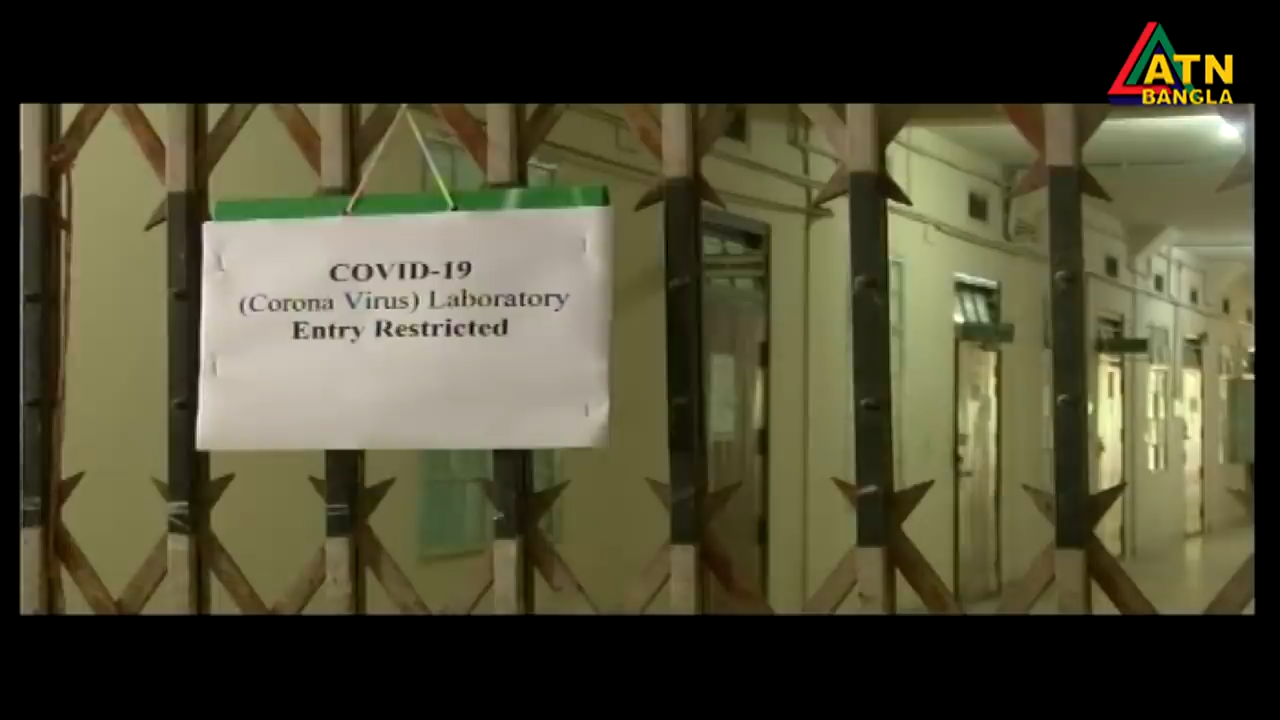 ATN
BANGLA
COVID-19
(Corona Virus) Laboratory
Entry Restricted